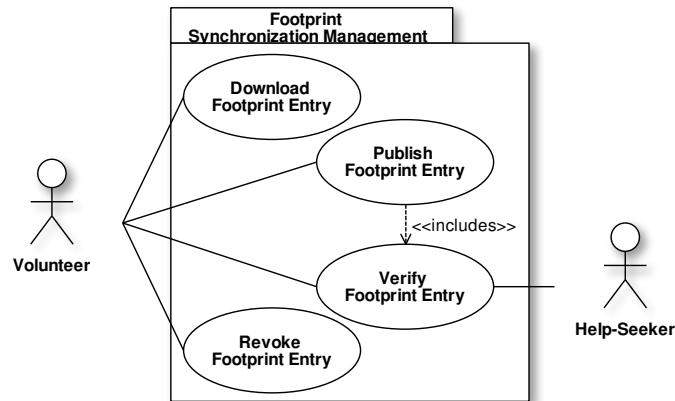 Footprint
Synchronization Management
Download
Footprint Entry
Publish
Footprint Entry
<<includes>>
Volunteer
Verify
Footprint Entry
Help-Seeker
Revoke
Footprint Entry